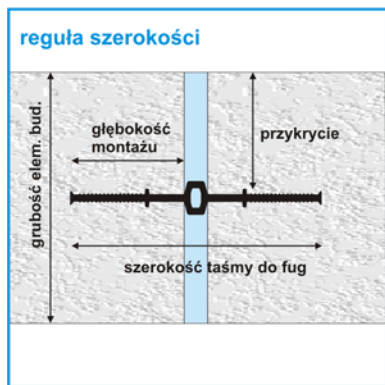 reguła szerokości
grubość elem. bud.
głębokość
montażu
przykrycie
szerokość taśmy do fug